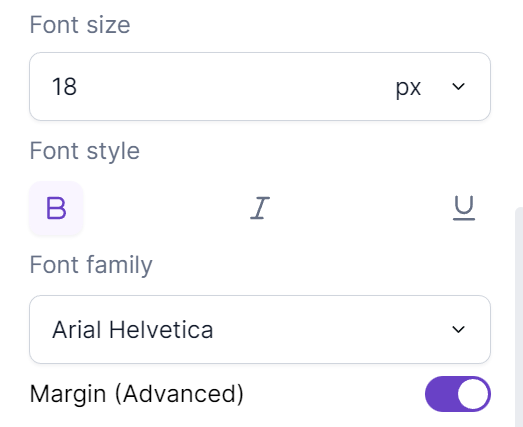 Font size
18 px
Font style
B I U
Font family
Arial Helvetica
Margin (Advanced)